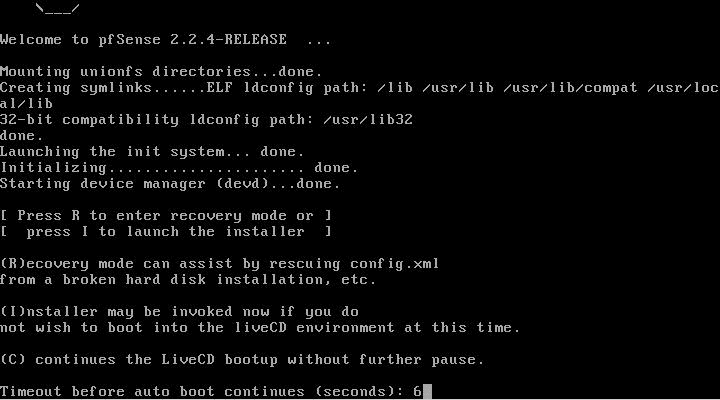 \___/
Welcome to pfSense 2.2.4-RELEASE  ...
Mounting unionfs directories...done.
Creating symlinks......ELF ldconfig path: /lib /usr/lib /usr/lib/compat /usr/loc
al/lib
32-bit compatibility ldconfig path: /usr/lib32
done.
Launching the init system... done.
Initializing...................... done.
Starting device manager (devd)...done.
[ Press R to enter recovery mode or ]
[  press I to launch the installer  ]
(R)ecovery mode can assist by rescuing config.xml
from a broken hard disk installation, etc.
(I)nstaller may be invoked now if you do
not wish to boot into the liveCD environment at this time.
(C) continues the LiveCD bootup without further pause.
Timeout before auto boot continues (seconds): 6